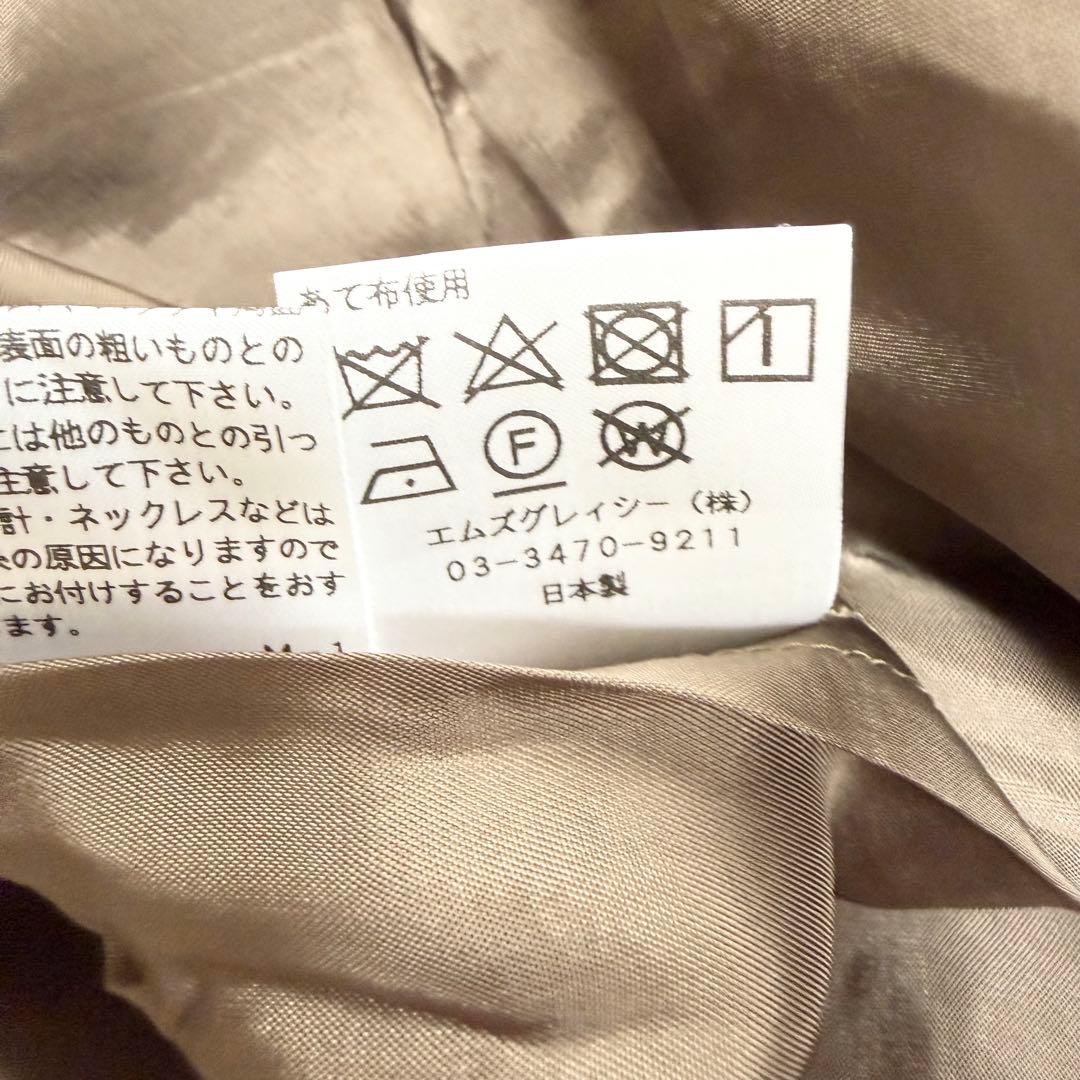 表面の粗いものとの
に注意して下さい。
には他のものとの引っ
注意して下さい。
計・ネックレスなどは
の原因になりますので
にお付けすることをおす
ます。
あて布使用
F
W
エムズグレィシー（株）
03-3470-9211
日本製